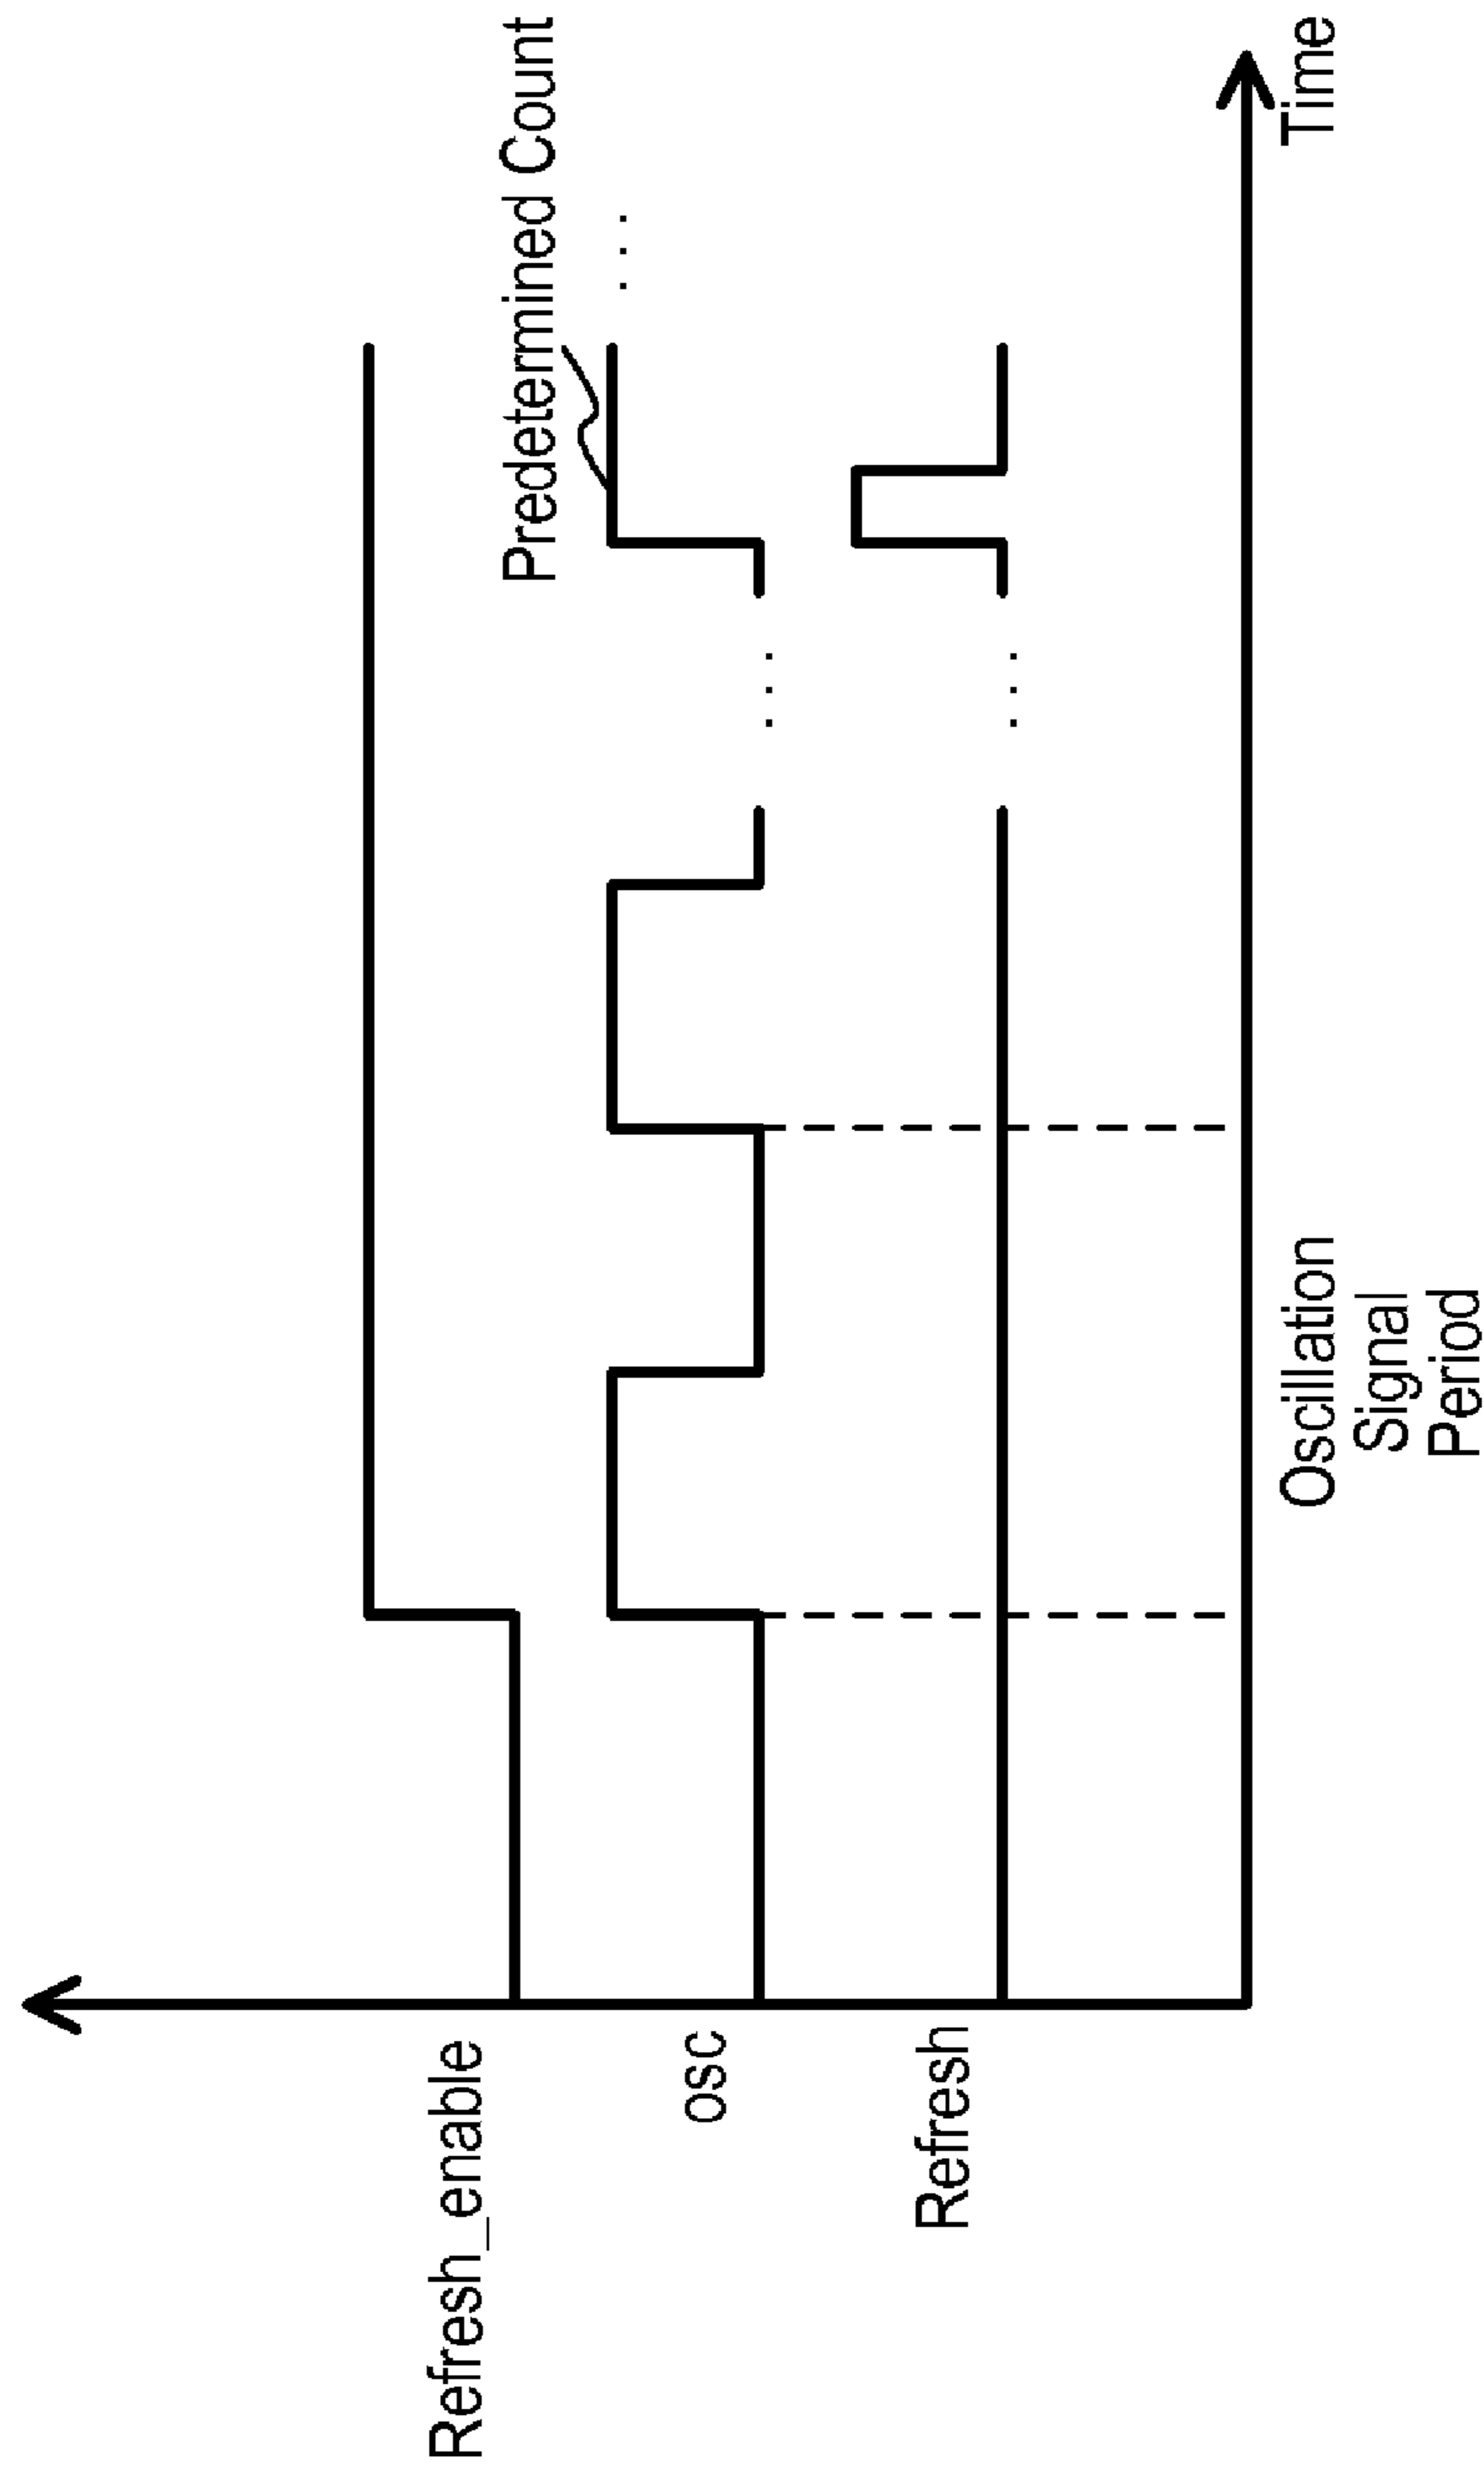 Predetermined Count
. . .
Refresh_enable
osc
. . .
Refresh
. . .
Oscillation
Signal
Period
Time